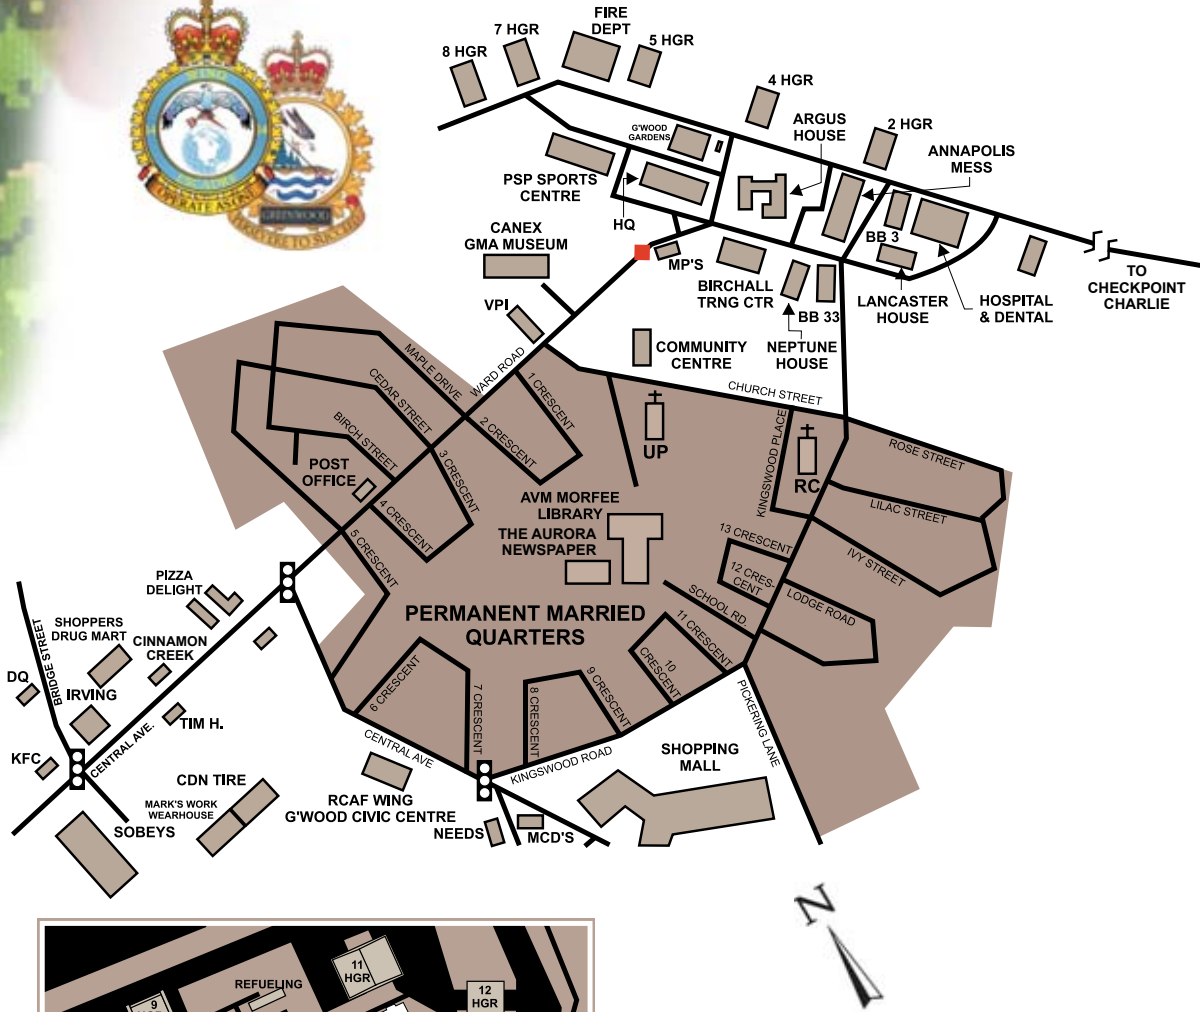 WING
OPERATE AS ONE
GREENWOOD
8 HGR
7 HGR
FIRE
DEPT
5 HGR
4 HGR
ARGUS
HOUSE
2 HGR
ANNAPOLIS
MESS
G'WOOD
GARDENS
PSP SPORTS
CENTRE
HQ
CANEX
GMA MUSEUM
MP'S
BIRCHALL
TRNG CTR
BB 3
BB 33
LANCASTER
HOUSE
HOSPITAL
& DENTAL
TO
CHECKPOINT
CHARLIE
VPI
COMMUNITY
CENTRE
NEPTUNE
HOUSE
WARD ROAD
CHURCH STREET
MAPLE DRIVE
CEDAR STREET
BIRCH STREET
1 CRESCENT
2 CRESCENT
3 CRESCENT
4 CRESCENT
5 CRESCENT
POST
OFFICE
UP
KINGSWOOD PLACE
RC
ROSE STREET
LILAC STREET
IVY STREET
AVM MORFEE
LIBRARY
THE AURORA
NEWSPAPER
13 CRESCENT
12 CRES-
CENT
LODGE ROAD
SCHOOL RD.
11 CRESCENT
10
CRESCENT
9 CRESCENT
8 CRESCENT
7 CRESCENT
6 CRESCENT
PERMANENT MARRIED
QUARTERS
PIZZA
DELIGHT
SHOPPERS
DRUG MART
CINNAMON
CREEK
BRIDGE STREET
DQ
IRVING
TIM H.
KFC
CENTRAL AVE.
CDN TIRE
MARK'S WORK
WEARHOUSE
SOBEYS
CENTRAL AVE
RCAF WING
G'WOOD CIVIC CENTRE
KINGSWOOD ROAD
NEEDS
MCD'S
SHOPPING
MALL
PICKERING LANE
N
REFUELING
11
HGR
12
HGR
9